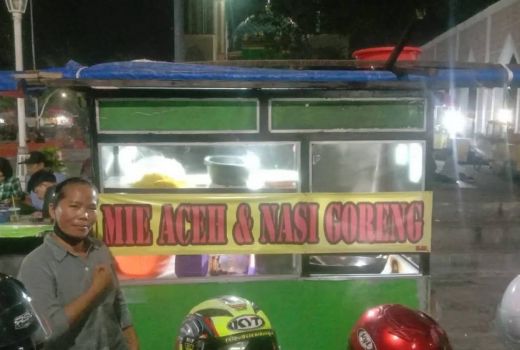 MIE ACEH & NASI GORENG
KYT